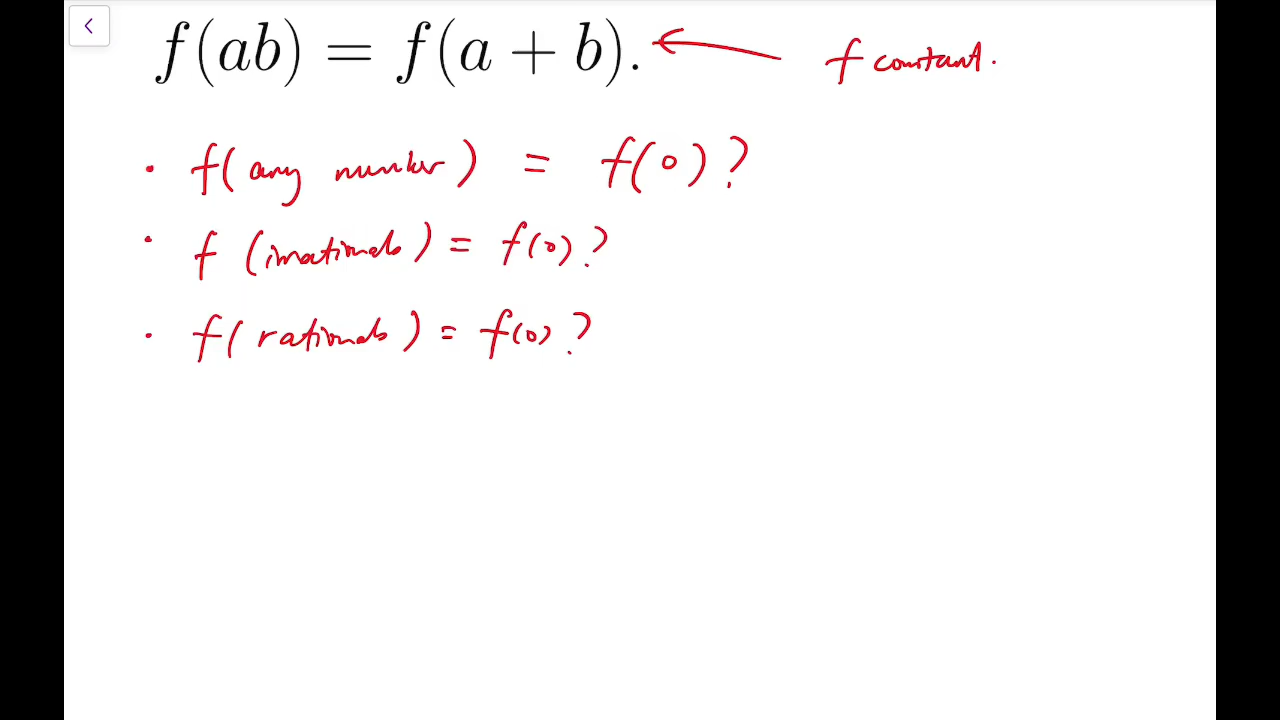 f(ab) = f(a + b). ← f constant.
· f(any number) = f(0)?
· f(irrationals) = f(0)?
· f(rationals) = f(0)?